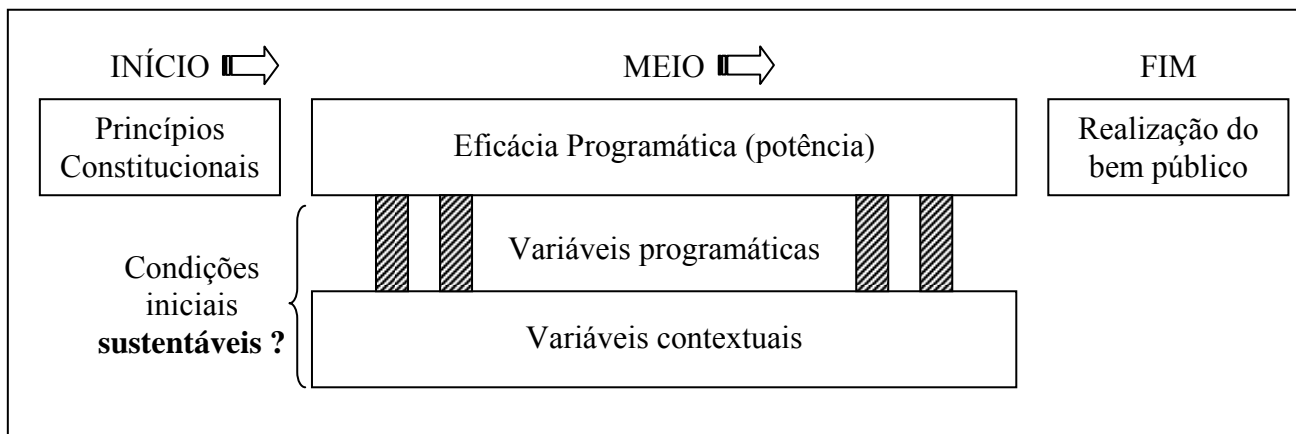 INÍCIO
MEIO
FIM
Princípios
Constitucionais
Eficácia Programática (potência)
Realização do
bem público
Variáveis programáticas
Condições
iniciais
sustentáveis ?
Variáveis contextuais